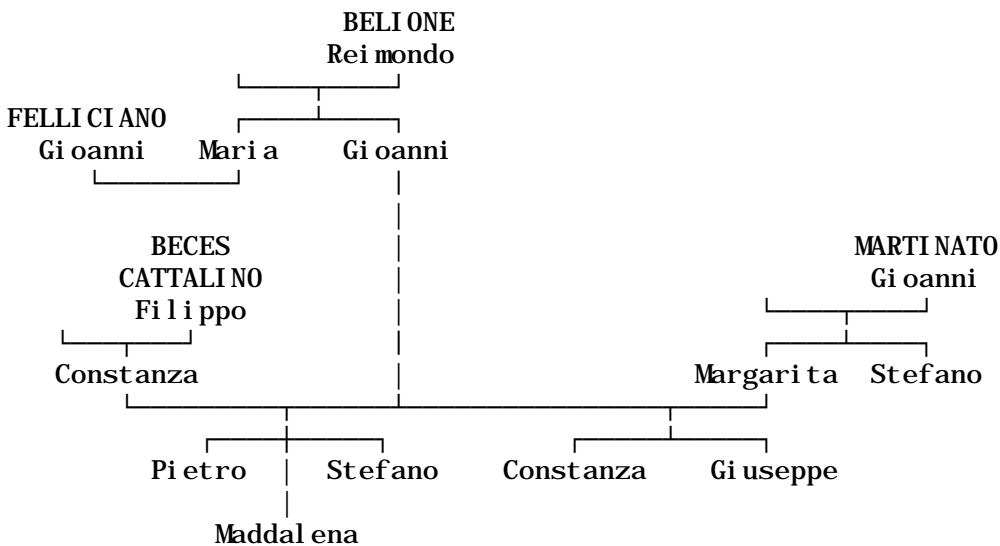 BELIONE
Reimondo
FELLICIANO
Gioanni Maria Gioanni
BECES MARTINATO
CATTALINO Gioanni
Filippo
Constanza Margarita Stefano
Pietro Stefano Constanza Giuseppe
Maddalena